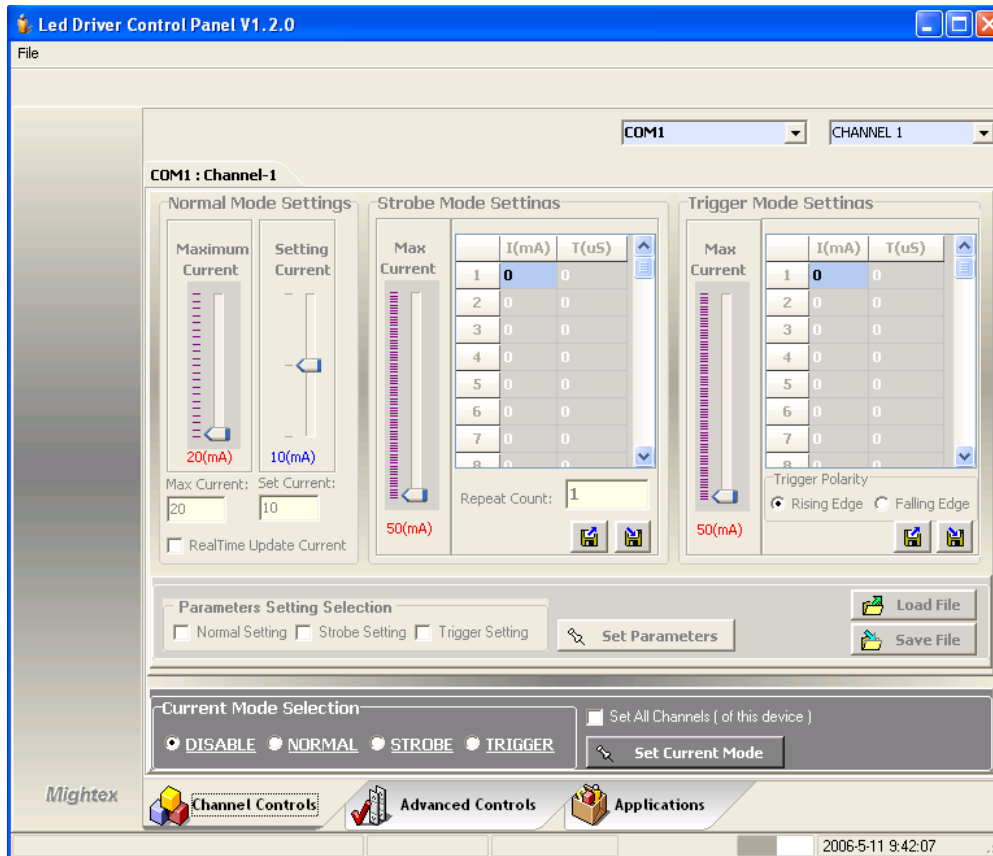 Led Driver Control Panel V1.2.0
File
COM1
CHANNEL 1
COM1 : Channel-1
Normal Mode Settings
Maximum Current
Setting Current
20(mA)
10(mA)
Max Current:
Set Current:
20
10
RealTime Update Current
Strobe Mode Settings
Max Current
I(mA) T(uS)
1 0 0
2 0 0
3 0 0
4 0 0
5 0 0
6 0 0
7 0 0
8 0 0
50(mA)
Repeat Count: 1
Trigger Mode Settings
Max Current
I(mA) T(uS)
1 0 0
2 0 0
3 0 0
4 0 0
5 0 0
6 0 0
7 0 0
8 0 0
50(mA)
Trigger Polarity
Rising Edge Falling Edge
Parameters Setting Selection
Normal Setting Strobe Setting Trigger Setting
Set Parameters
Load File
Save File
Current Mode Selection
DISABLE NORMAL STROBE TRIGGER
Set All Channels ( of this device )
Set Current Mode
Mightex
Channel Controls
Advanced Controls
Applications
2006-5-11 9:42:07